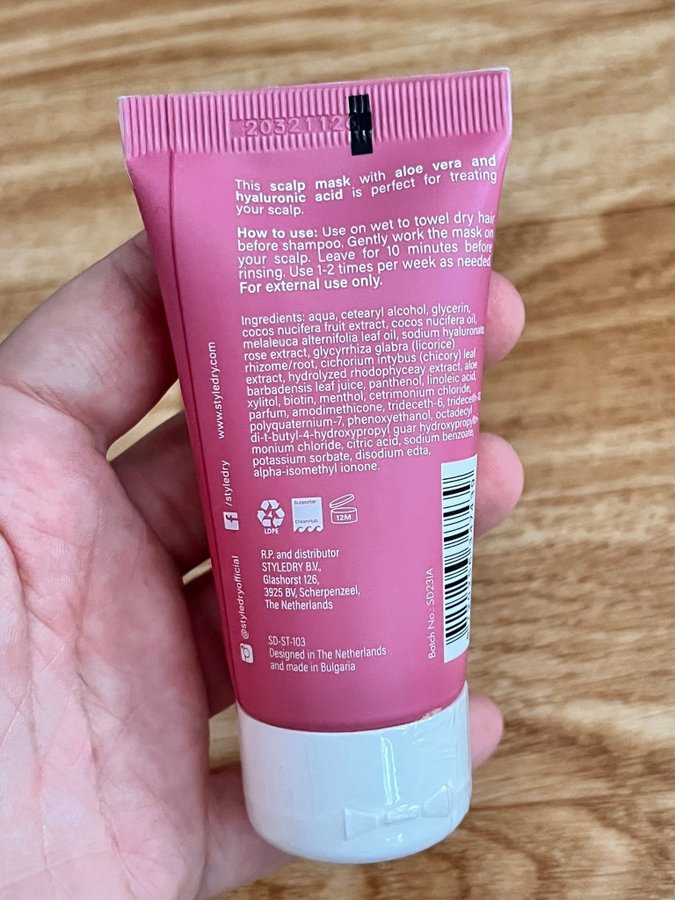 20321120
This scalp mask with aloe vera and
hyaluronic acid is perfect for treating
your scalp.
How to use: Use on wet to towel dry hair
before shampoo. Gently work the mask on
your scalp. Leave for 10 minutes before
rinsing. Use 1-2 times per week as needed.
For external use only.
Ingredients: aqua, cetearyl alcohol, glycerin,
cocos nucifera fruit extract, cocos nucifera oil,
melaleuca alternifolia leaf oil, sodium hyaluronate,
rose extract, glycyrrhiza glabra (licorice)
rhizome/root, cichorium intybus (chicory) leaf
extract, hydrolyzed rhodophyceay extract, aloe
barbadensis leaf juice, panthenol, linoleic acid,
xylitol, biotin, menthol, cetrimonium chloride,
parfum, amodimethicone, trideceth-6,
polyquaternium-7, phenoxyethanol, octadecyl
di-t-butyl-4-hydroxypropyl guar hydroxypropyltri-
monium chloride, citric acid, sodium benzoate,
potassium sorbate, disodium edta,
alpha-isomethyl ionone.
LDPE
Supporter
CleanHub
12M
R.P. and distributor
STYLEDRY B.V.,
Glashorst 126,
3925 BV, Scherpenzeel,
The Netherlands
SD-ST-103
Designed in The Netherlands
and made in Bulgaria
www.styledry.com
/styledry
@styledryofficial
Batch No.: SD231A